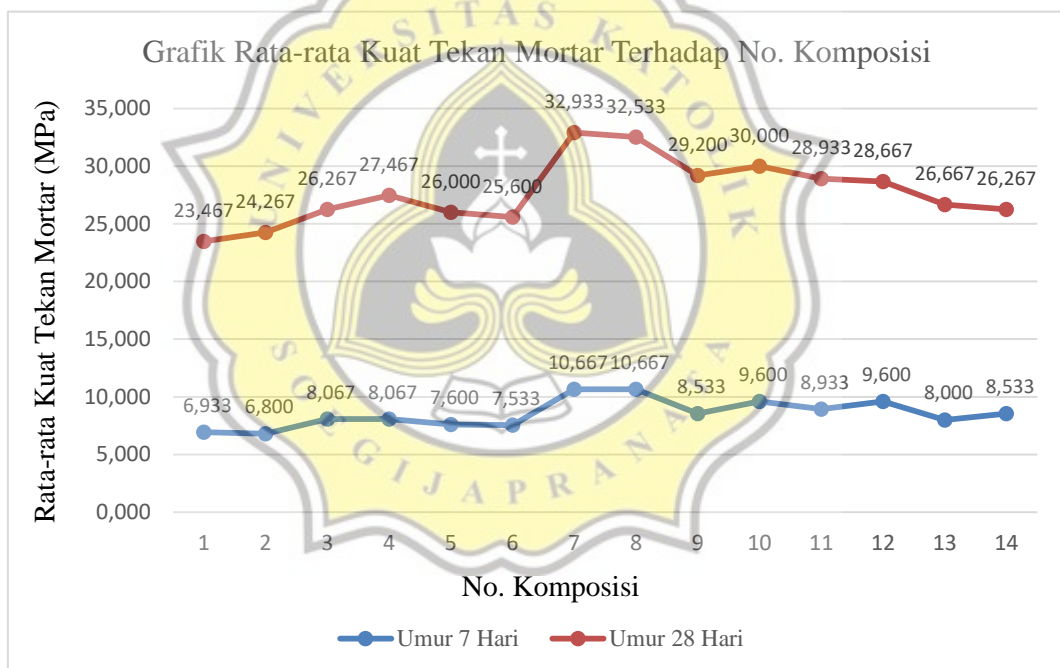 Grafik Rata-rata Kuat Tekan Mortar Terhadap No. Komposisi
Rata-rata Kuat Tekan Mortar (MPa)
35,000
30,000
25,000
20,000
15,000
10,000
5,000
0,000
23,467 24,267 26,267 27,467 26,000 25,600 32,933 32,533 29,200 30,000 28,933 28,667 26,667 26,267
6,933 6,800 8,067 8,067 7,600 7,533 10,667 10,667 8,533 9,600 8,933 9,600 8,000 8,533
1 2 3 4 5 6 7 8 9 10 11 12 13 14
No. Komposisi
Umur 7 Hari Umur 28 Hari
UNIVERSITAS KATOLIK
SOEGIJAPRANATA